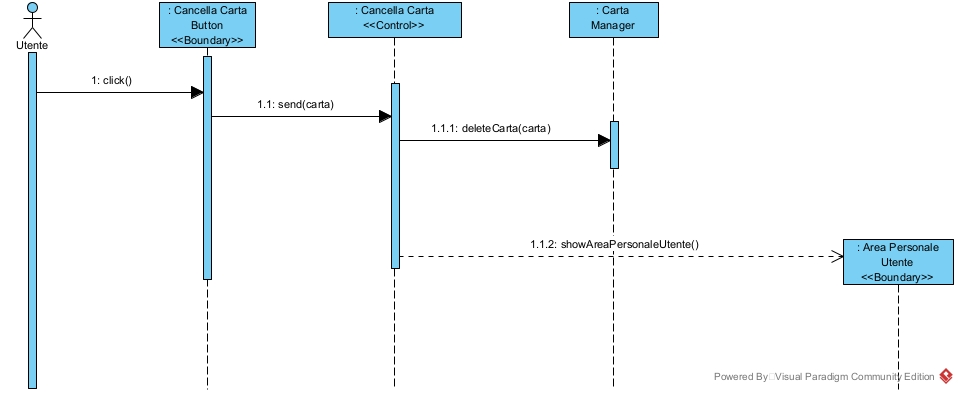 : Cancella Carta
Button
<<Boundary>>
: Cancella Carta
<<Control>>
: Carta
Manager
Utente
1: click()
1.1: send(carta)
1.1.1: deleteCarta(carta)
1.1.2: showAreaPersonaleUtente()
: Area Personale
Utente
<<Boundary>>
Powered By Visual Paradigm Community Edition